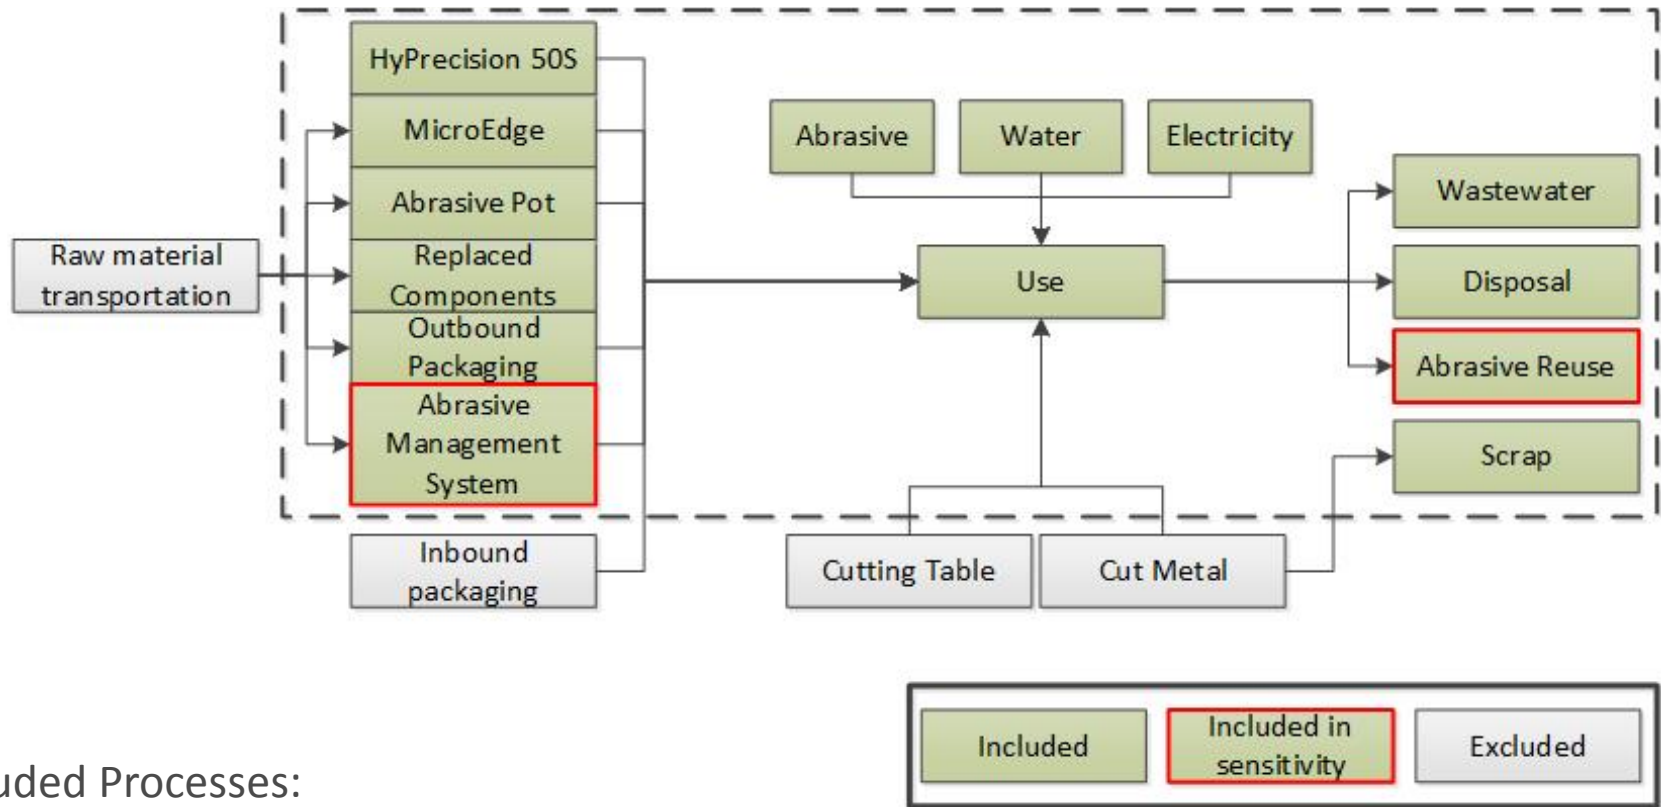 HyPrecision 50S
MicroEdge
Abrasive Pot
Replaced
Components
Outbound
Packaging
Abrasive
Management
System
Raw material
transportation
Inbound
packaging
Abrasive
Water
Electricity
Use
Cutting Table
Cut Metal
Wastewater
Disposal
Abrasive Reuse
Scrap
Included
Included in
sensitivity
Excluded
Processes: